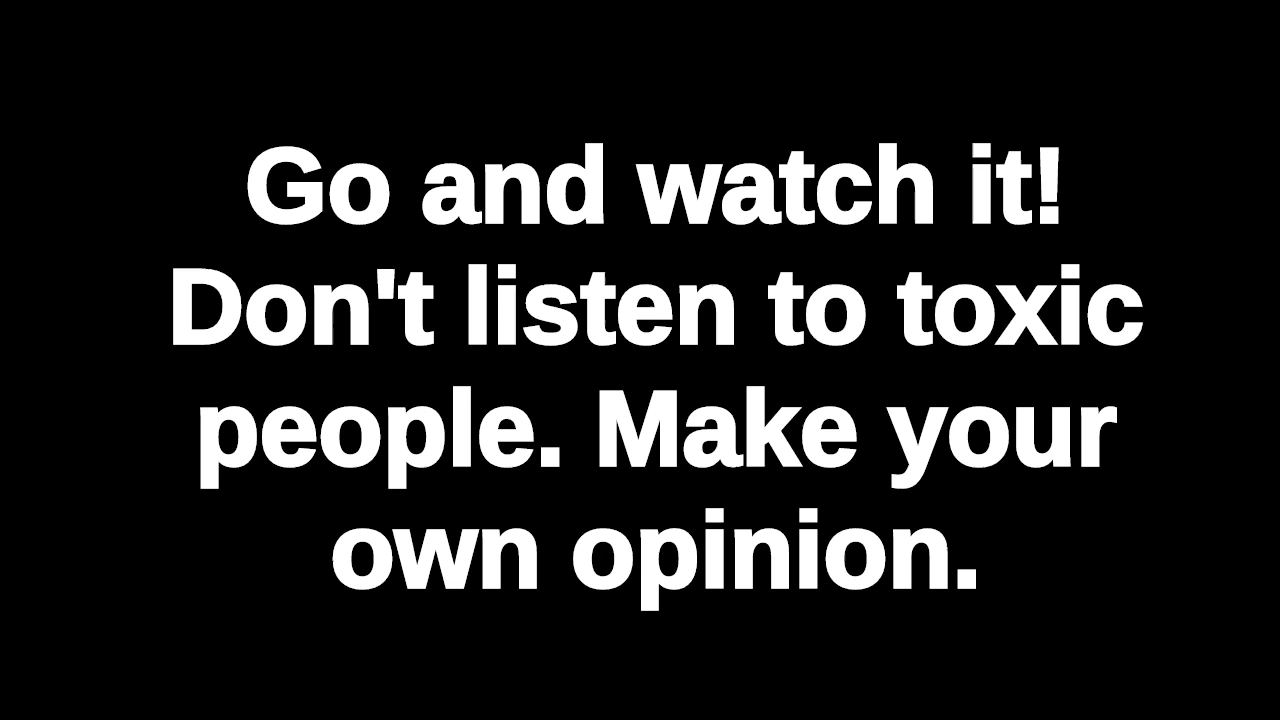 Go and watch it!
Don't listen to toxic
people. Make your
own opinion.